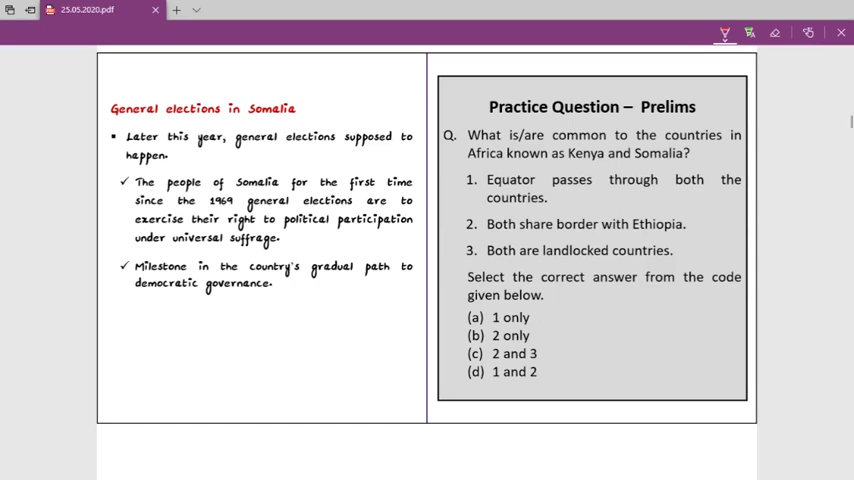 25.05.2020.pdf
General elections in Somalia
▪ Later this year, general elections supposed to
happen.
✓ The people of Somalia for the first time
since the 1969 general elections are to
exercise their right to political participation
under universal suffrage.
✓ Milestone in the country's gradual path to
democratic governance.
Practice Question – Prelims
Q. What is/are common to the countries in
Africa known as Kenya and Somalia?
1. Equator passes through both the
countries.
2. Both share border with Ethiopia.
3. Both are landlocked countries.
Select the correct answer from the code
given below.
(a) 1 only
(b) 2 only
(c) 2 and 3
(d) 1 and 2